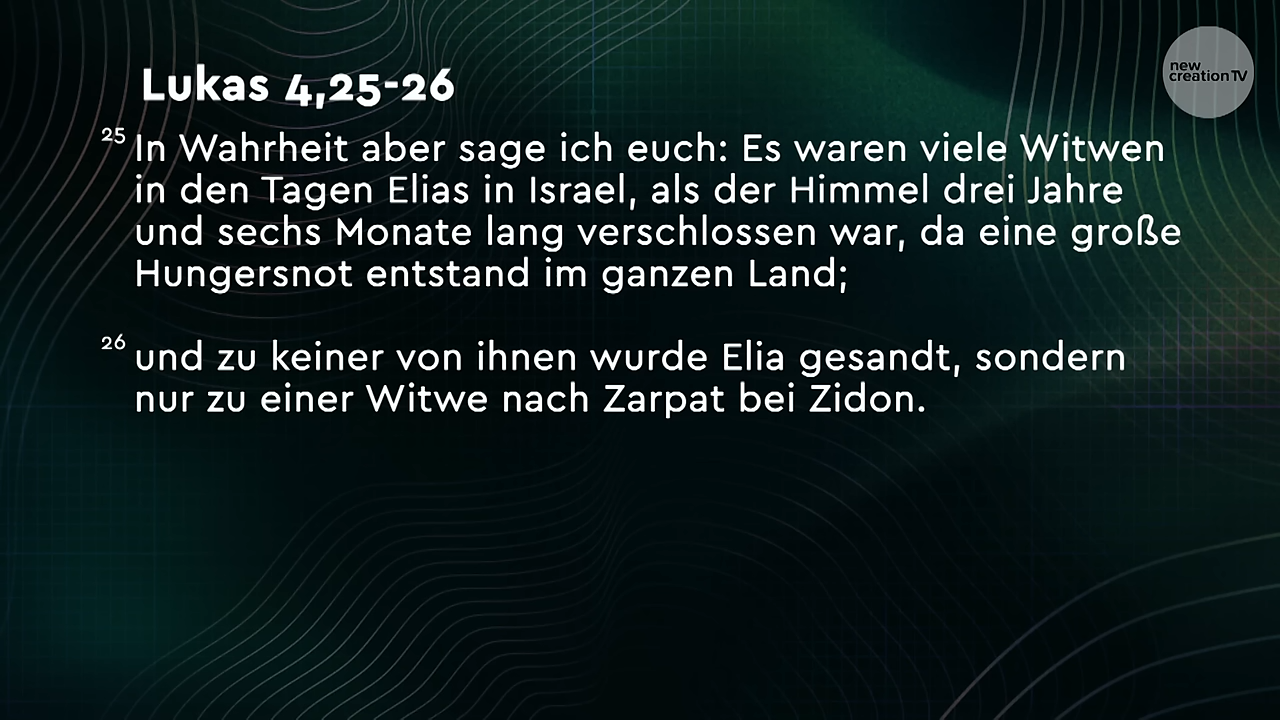 new
creation TV
Lukas 4,25-26
25 In Wahrheit aber sage ich euch: Es waren viele Witwen
in den Tagen Elias in Israel, als der Himmel drei Jahre
und sechs Monate lang verschlossen war, da eine große
Hungersnot entstand im ganzen Land;
26 und zu keiner von ihnen wurde Elia gesandt, sondern
nur zu einer Witwe nach Zarpat bei Zidon.